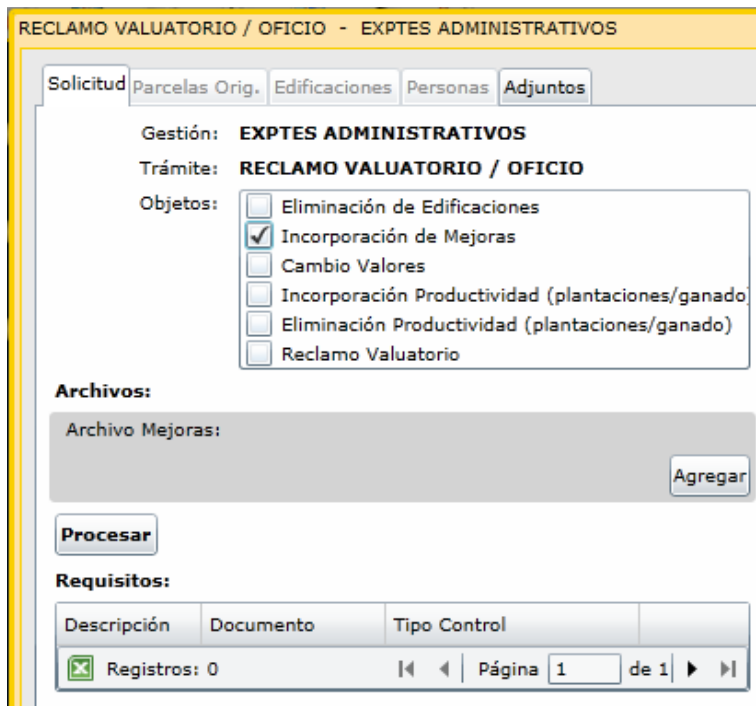 RECLAMO VALUATORIO / OFICIO - EXPTES ADMINISTRATIVOS
Solicitud Parcelas Orig. Edificaciones Personas Adjuntos
Gestión: EXPTES ADMINISTRATIVOS
Trámite: RECLAMO VALUATORIO / OFICIO
Objetos: Eliminación de Edificaciones
Incorporación de Mejoras
Cambio Valores
Incorporación Productividad (plantaciones/ganado)
Eliminación Productividad (plantaciones/ganado)
Reclamo Valuatorio
Archivos:
Archivo Mejoras:
Agregar
Procesar
Requisitos:
Descripción Documento Tipo Control
Registros: 0 Página 1 de 1